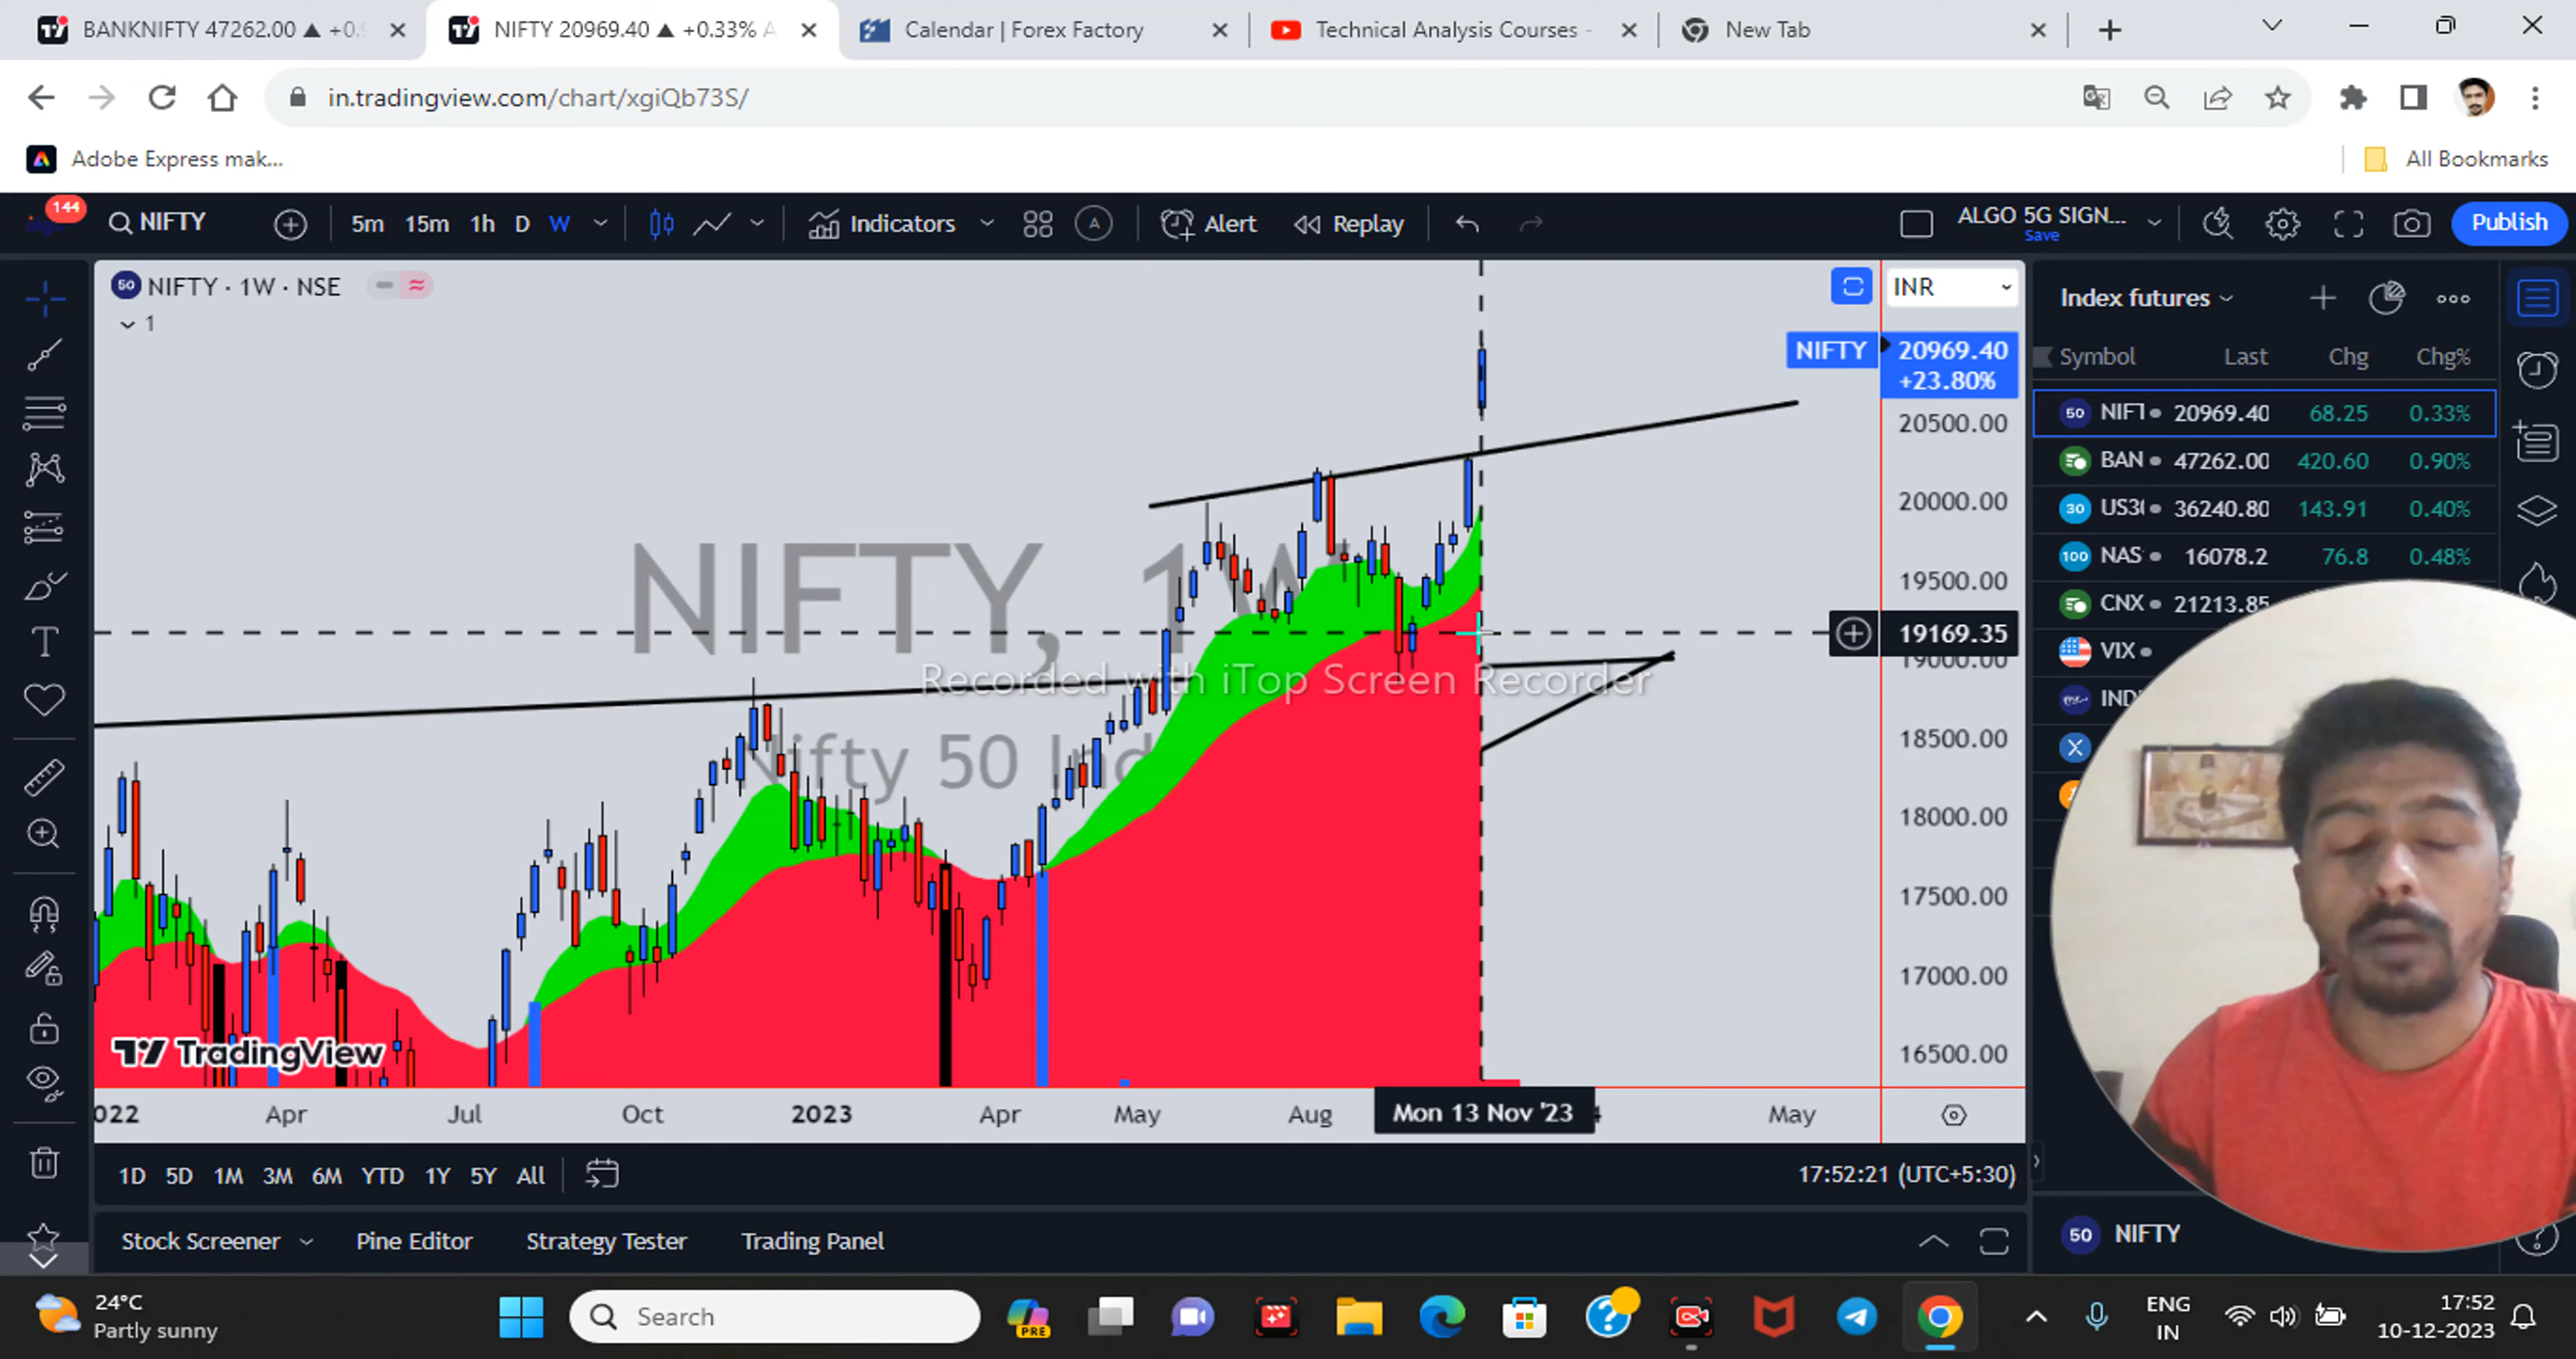 BANKNIFTY 47262.00 ▲ +0.9
NIFTY 20969.40 ▲ +0.33% A
Calendar | Forex Factory
Technical Analysis Courses -
New Tab
in.tradingview.com/chart/xgiQb73S/
Adobe Express mak...
All Bookmarks
144
NIFTY
5m 15m 1h D W
Indicators
A
Alert
Replay
ALGO 5G SIGN...
Save
Publish
50 NIFTY · 1W · NSE
1
INR
NIFTY 20969.40
+23.80%
20500.00
20000.00
19500.00
19169.35
19000.00
18500.00
18000.00
17500.00
17000.00
16500.00
NIFTY, 1W
Nifty 50 Ind
Recorded with iTop Screen Recorder
TradingView
2022 Apr Jul Oct 2023 Apr May Aug Mon 13 Nov '23 4 May
1D 5D 1M 3M 6M YTD 1Y 5Y All
17:52:21 (UTC+5:30)
Stock Screener Pine Editor Strategy Tester Trading Panel
Index futures
Symbol Last Chg Chg%
50 NIFT 20969.40 68.25 0.33%
BAN 47262.00 420.60 0.90%
30 US3 36240.80 143.91 0.40%
100 NAS 16078.2 76.8 0.48%
CNX 21213.85
VIX
IND
X
50 NIFTY
24°C
Partly sunny
Search
PRE
ENG
IN
17:52
10-12-2023